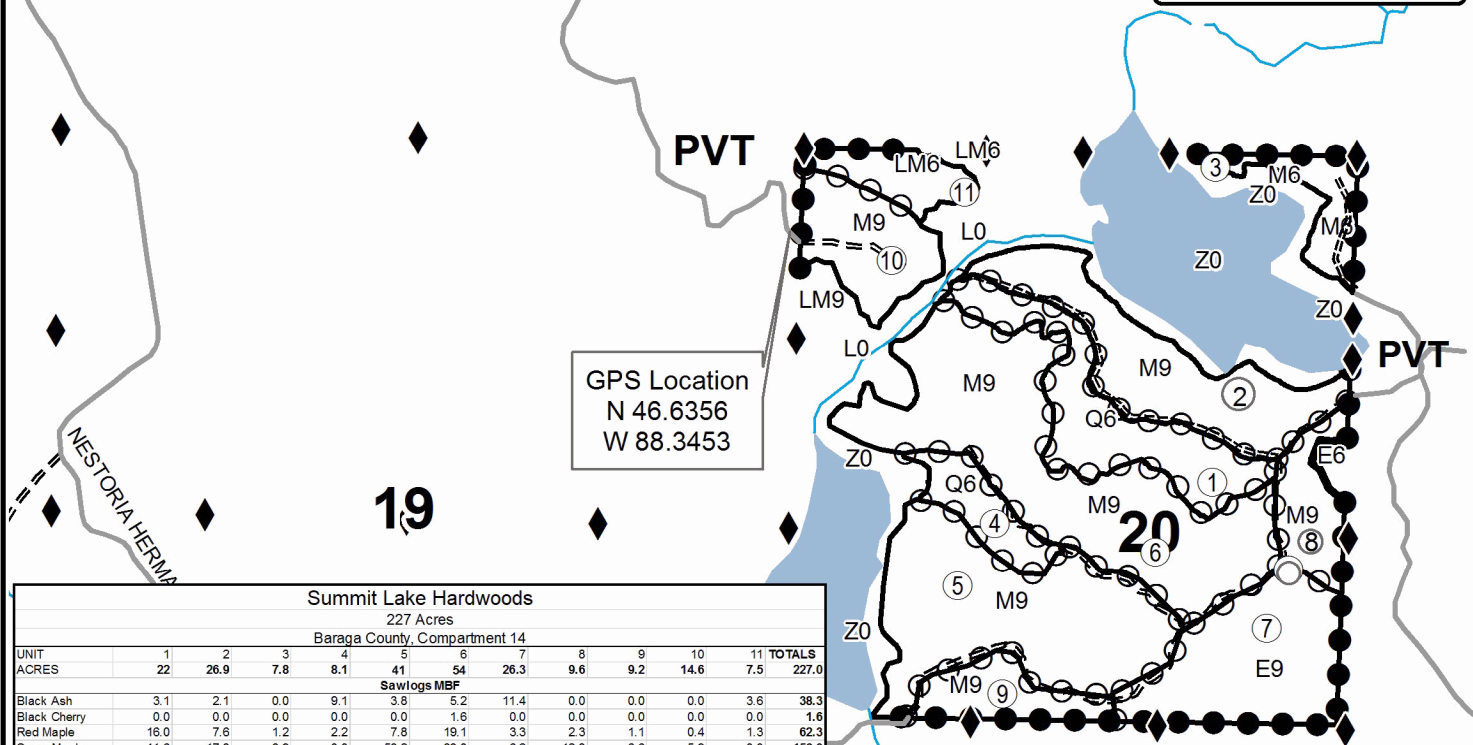 PVT
LM6
LM6
3
M6
Z0
11
M9
M6
L0
10
Z0
LM9
Z0
L0
PVT
GPS Location
N 46.6356
W 88.3453
M9
M9
2
Q6
Z0
E6
NESTORIA HERMA
Q6
1
19
M9
M9
4
20
8
6
5
M9
7
Z0
E9
M9
9
Summit Lake Hardwoods
227 Acres
Baraga County, Compartment 14
UNIT 1 2 3 4 5 6 7 8 9 10 11 TOTALS
ACRES 22 26.9 7.8 8.1 41 54 26.3 9.6 9.2 14.6 7.5 227.0
Sawlogs MBF
Black Ash 3.1 2.1 0.0 9.1 3.8 5.2 11.4 0.0 0.0 0.0 3.6 38.3
Black Cherry 0.0 0.0 0.0 0.0 0.0 1.6 0.0 0.0 0.0 0.0 0.0 1.6
Red Maple 16.0 7.6 1.2 2.2 7.8 19.1 3.3 2.3 1.1 0.4 1.3 62.3